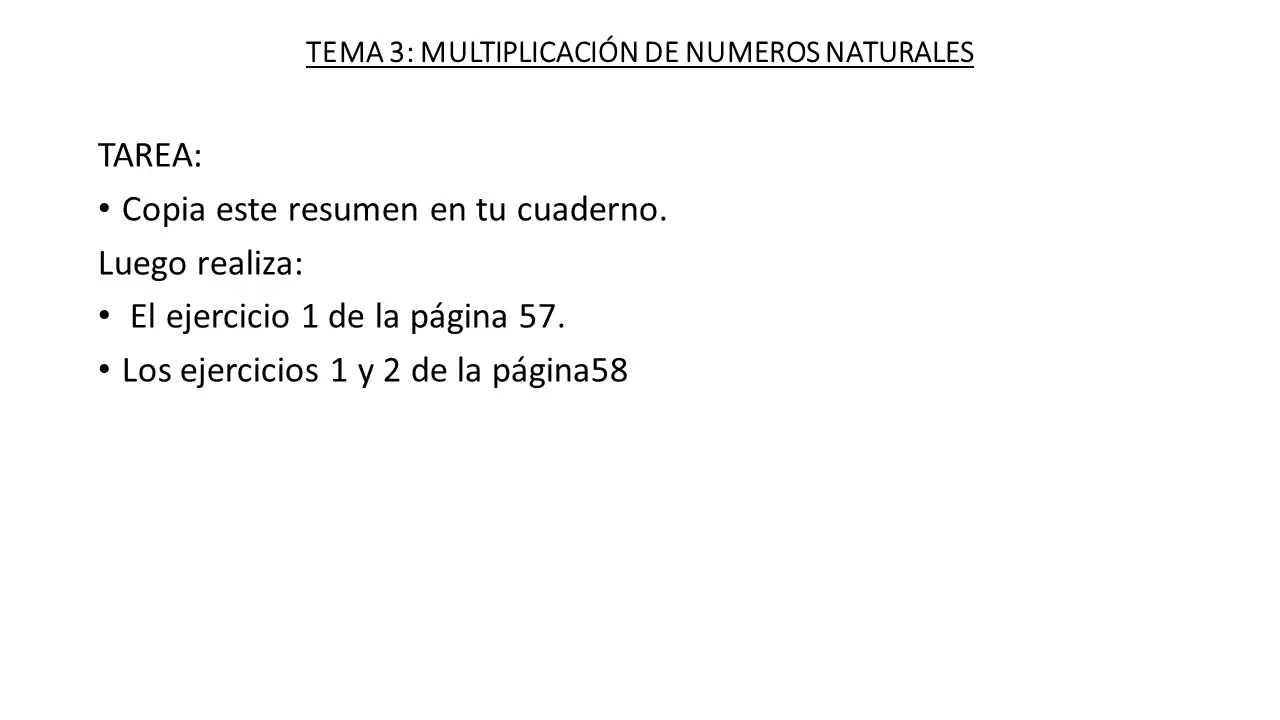 TEMA 3: MULTIPLICACIÓN DE NUMEROS NATURALES
TAREA:
• Copia este resumen en tu cuaderno.
Luego realiza:
• El ejercicio 1 de la página 57.
• Los ejercicios 1 y 2 de la página58